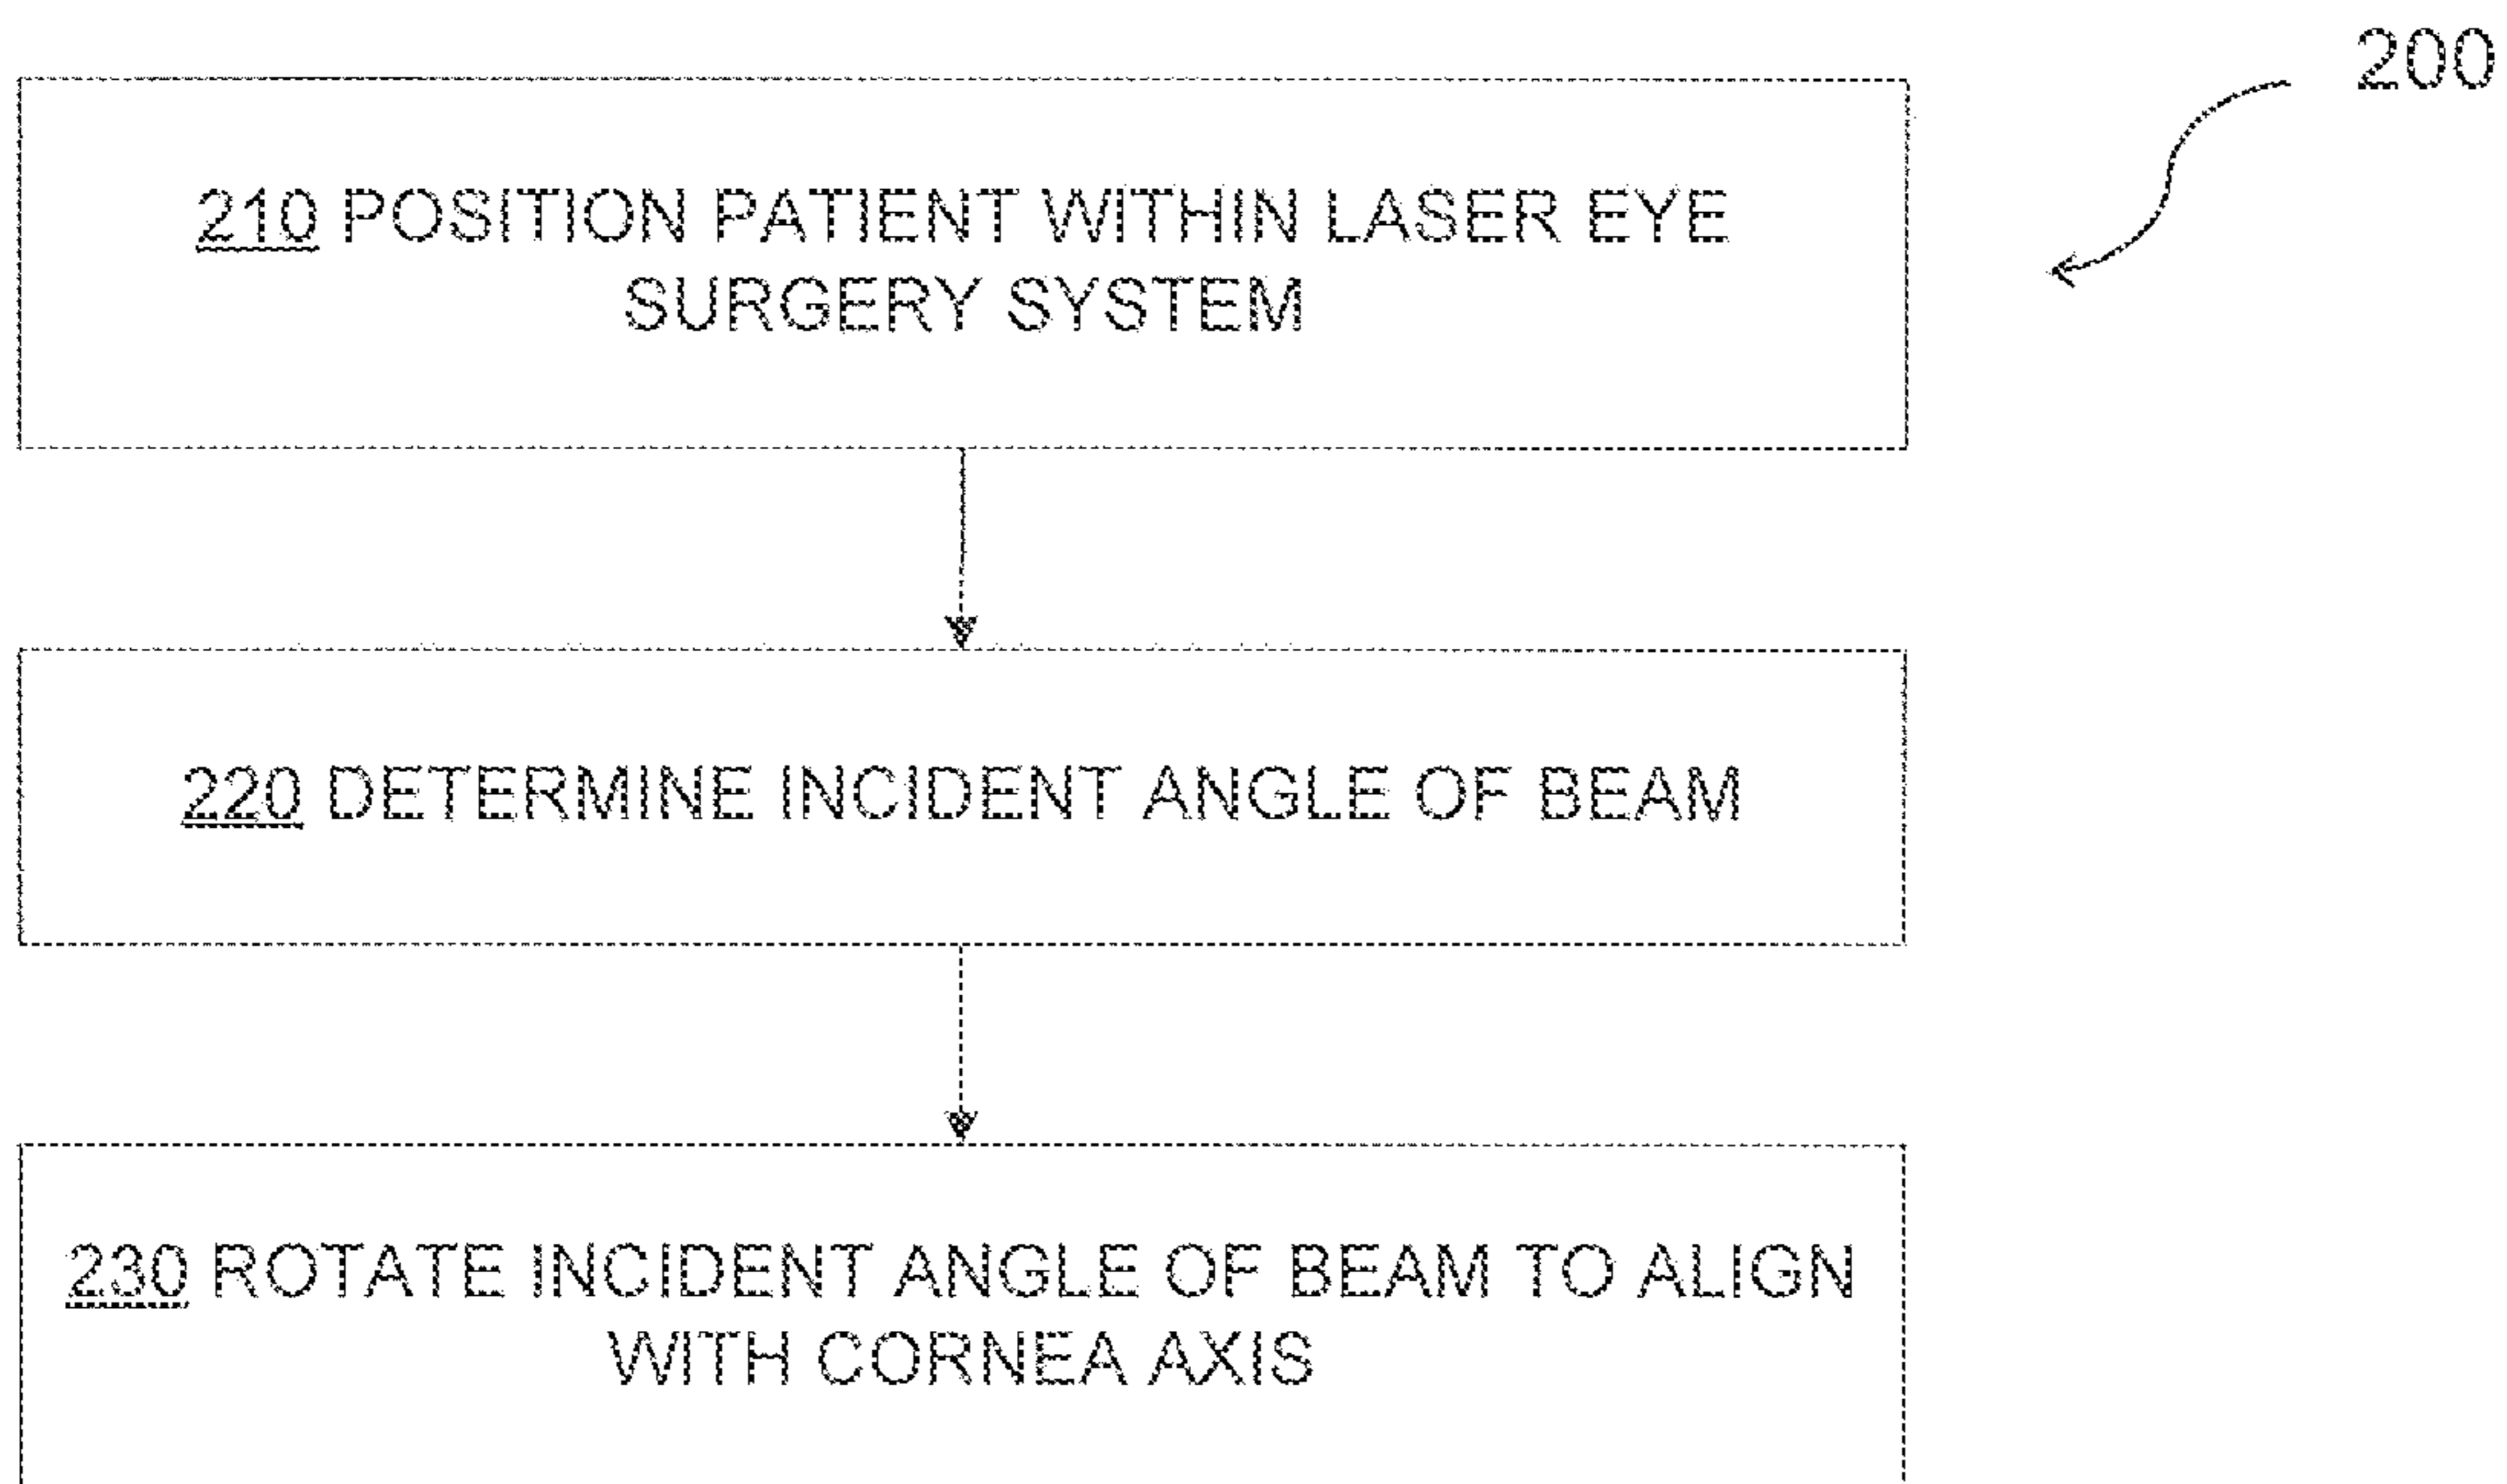 200
210 POSITION PATIENT WITHIN LASER EYE
SURGERY SYSTEM
220 DETERMINE INCIDENT ANGLE OF BEAM
230 ROTATE INCIDENT ANGLE OF BEAM TO ALIGN
WITH CORNEA AXIS